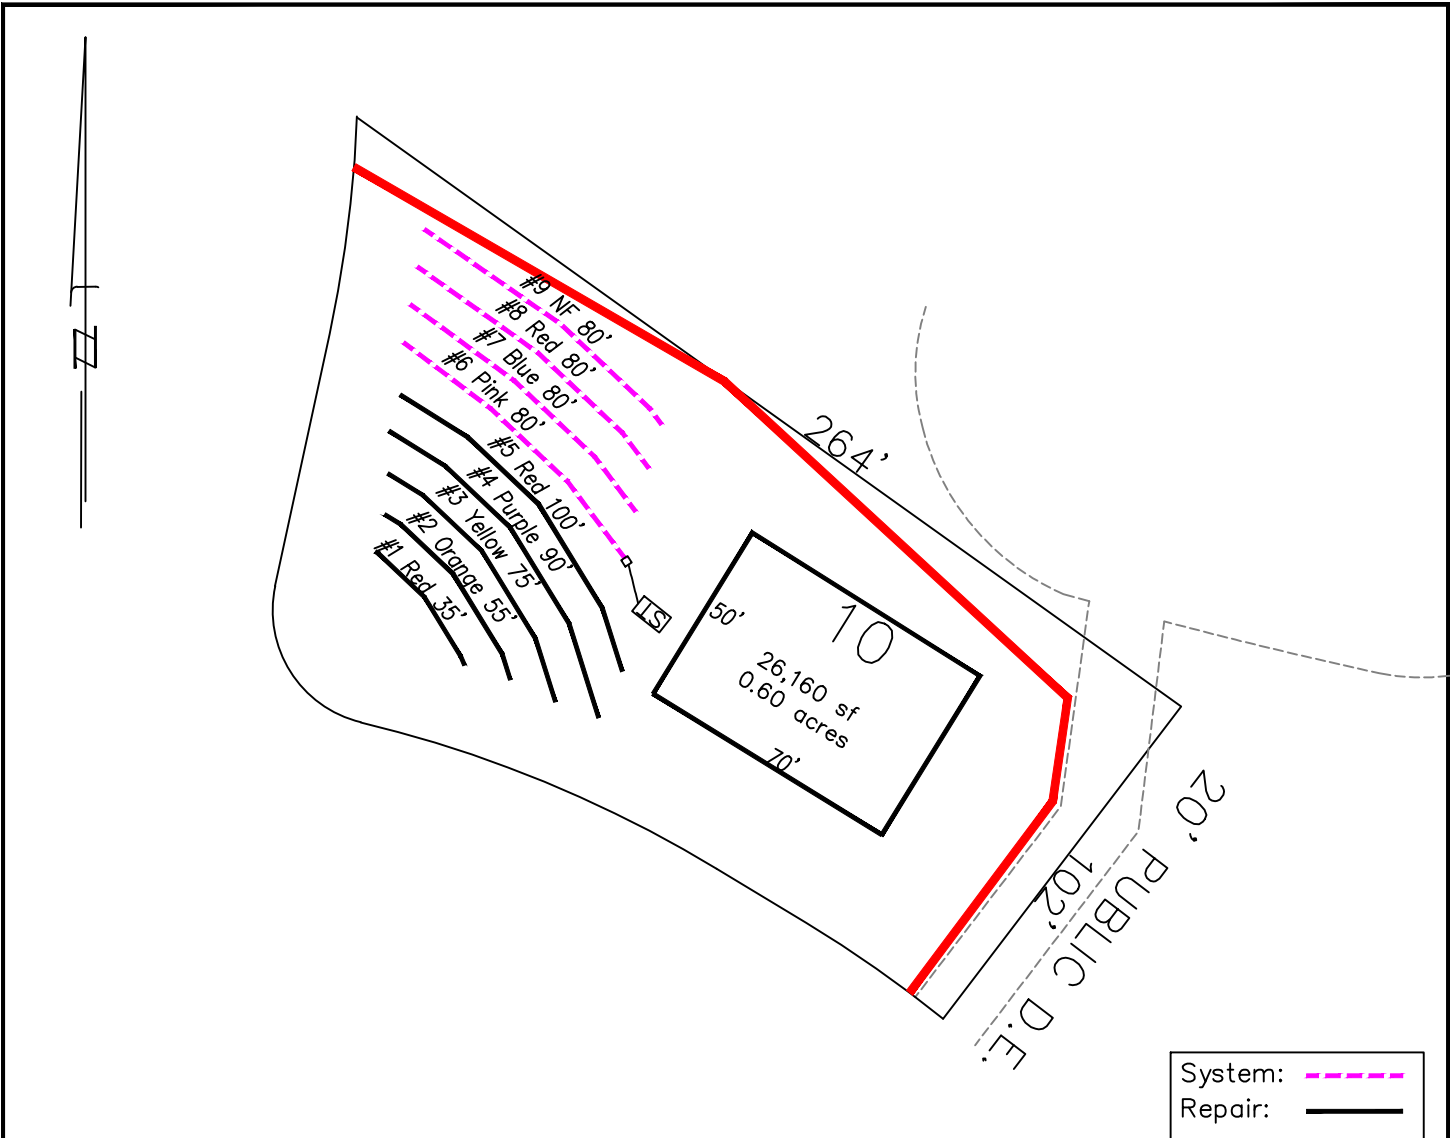 N
#9 NF 80'
#8 Red 80'
#7 Blue 80'
#6 Pink 80'
#5 Red 100'
#4 Purple 90'
#3 Yellow 75'
#2 Orange 55'
#1 Red 35'
ST
264'
50'
10
26,160 sf
0.60 acres
70'
102'
20' PUBLIC D.E.
System:
Repair: